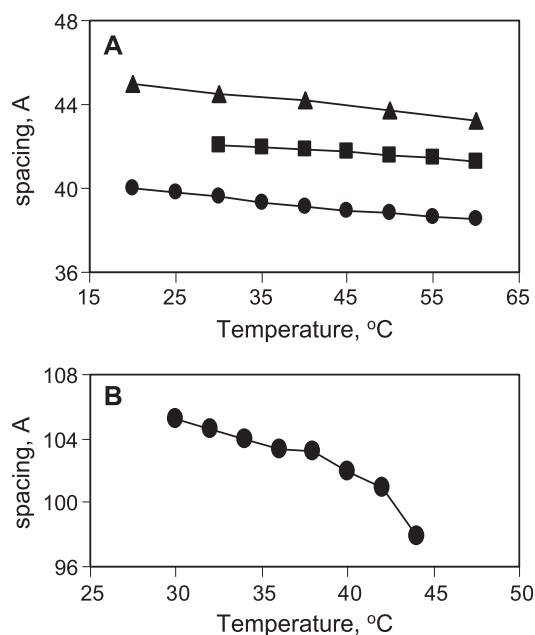 A
48
44
40
36
spacing, A
15 25 35 45 55 65
Temperature, °C
B
108
104
100
96
spacing, A
25 30 35 40 45 50
Temperature, °C